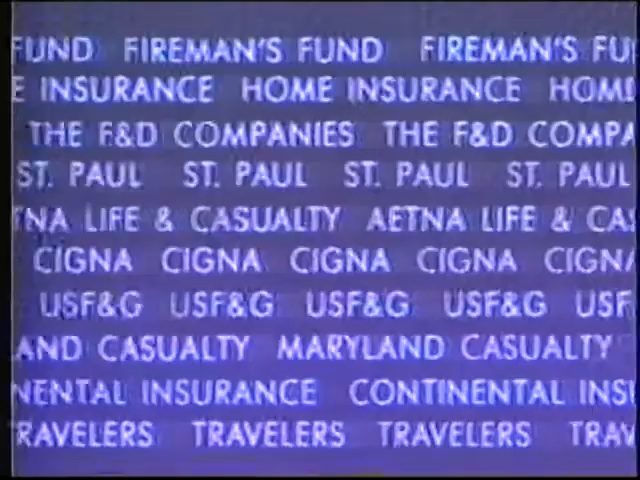 FUND FIREMAN'S FUND FIREMAN'S FU
E INSURANCE HOME INSURANCE HOME
THE F&D COMPANIES THE F&D COMPA
ST. PAUL ST. PAUL ST. PAUL ST. PAUL
TNA LIFE & CASUALTY AETNA LIFE & CAS
CIGNA CIGNA CIGNA CIGNA CIGNA
USF&G USF&G USF&G USF&G USF
AND CASUALTY MARYLAND CASUALTY
NENTAL INSURANCE CONTINENTAL INSU
RAVELERS TRAVELERS TRAVELERS TRAV